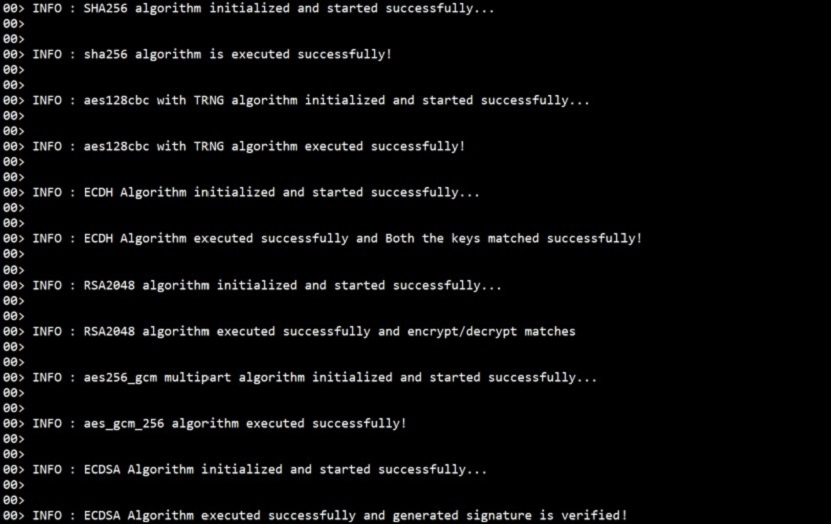 00> INFO : SHA256 algorithm initialized and started successfully...
00>
00>
00> INFO : sha256 algorithm is executed successfully!
00>
00>
00> INFO : aes128cbc with TRNG algorithm initialized and started successfully...
00>
00>
00> INFO : aes128cbc with TRNG algorithm executed successfully!
00>
00>
00> INFO : ECDH Algorithm initialized and started successfully...
00>
00>
00> INFO : ECDH Algorithm executed successfully and Both the keys matched successfully!
00>
00>
00> INFO : RSA2048 algorithm initialized and started successfully...
00>
00>
00> INFO : RSA2048 algorithm executed successfully and encrypt/decrypt matches
00>
00>
00> INFO : aes256_gcm multipart algorithm initialized and started successfully...
00>
00>
00> INFO : aes_gcm_256 algorithm executed successfully!
00>
00>
00> INFO : ECDSA Algorithm initialized and started successfully...
00>
00>
00> INFO : ECDSA Algorithm executed successfully and generated signature is verified!